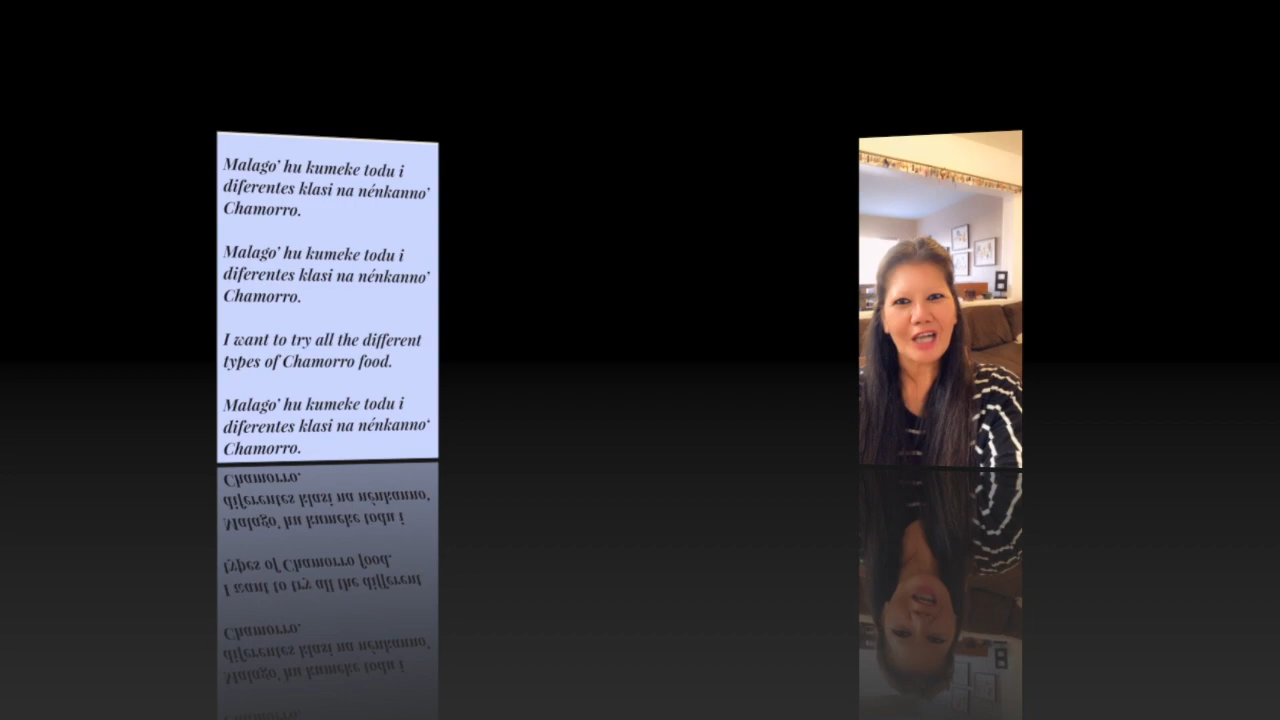 Malago’ hu kumeke todu i
diferentes klasi na nénkanno’
Chamorro.
Malago’ hu kumeke todu i
diferentes klasi na nénkanno’
Chamorro.
I want to try all the different
types of Chamorro food.
Malago’ hu kumeke todu i
diferentes klasi na nénkanno‘
Chamorro.